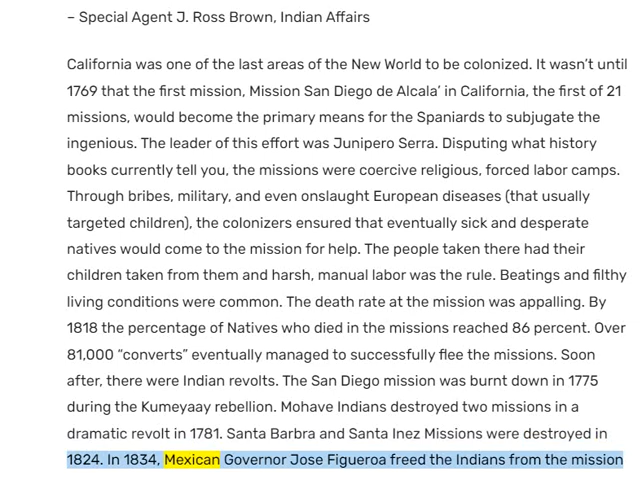 – Special Agent J. Ross Brown, Indian Affairs
California was one of the last areas of the New World to be colonized. It wasn’t until
1769 that the first mission, Mission San Diego de Alcala’ in California, the first of 21
missions, would become the primary means for the Spaniards to subjugate the
ingenious. The leader of this effort was Junipero Serra. Disputing what history
books currently tell you, the missions were coercive religious, forced labor camps.
Through bribes, military, and even onslaught European diseases (that usually
targeted children), the colonizers ensured that eventually sick and desperate
natives would come to the mission for help. The people taken there had their
children taken from them and harsh, manual labor was the rule. Beatings and filthy
living conditions were common. The death rate at the mission was appalling. By
1818 the percentage of Natives who died in the missions reached 86 percent. Over
81,000 “converts” eventually managed to successfully flee the missions. Soon
after, there were Indian revolts. The San Diego mission was burnt down in 1775
during the Kumeyaay rebellion. Mohave Indians destroyed two missions in a
dramatic revolt in 1781. Santa Barbra and Santa Inez Missions were destroyed in
1824. In 1834, Mexican Governor Jose Figueroa freed the Indians from the mission